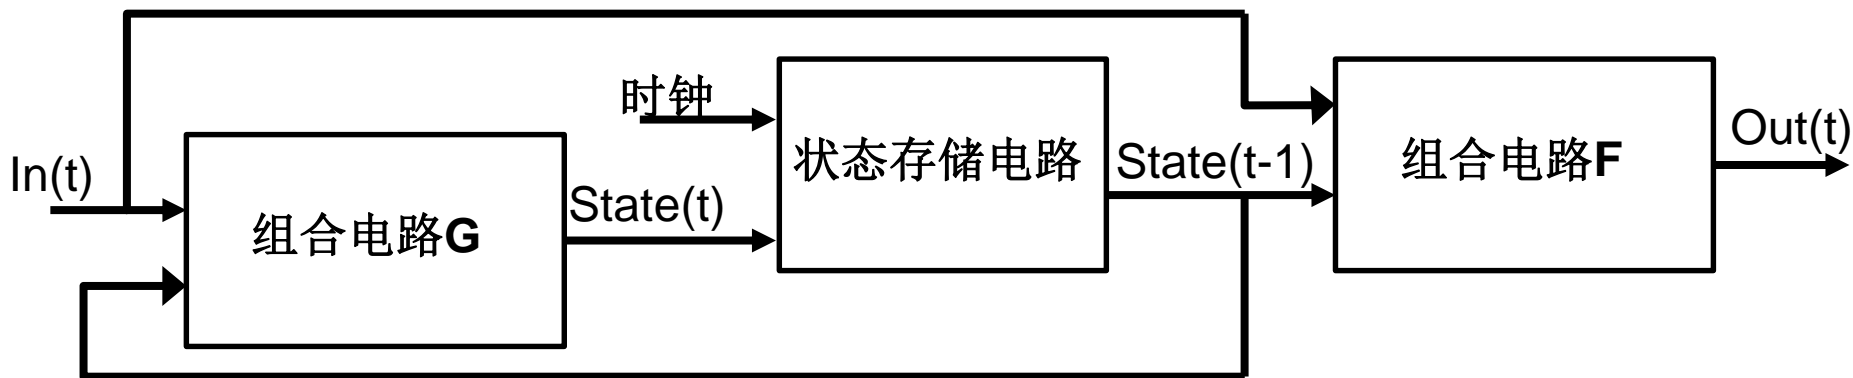 In(t)
组合电路G
State(t)
时钟
状态存储电路
State(t-1)
组合电路F
Out(t)